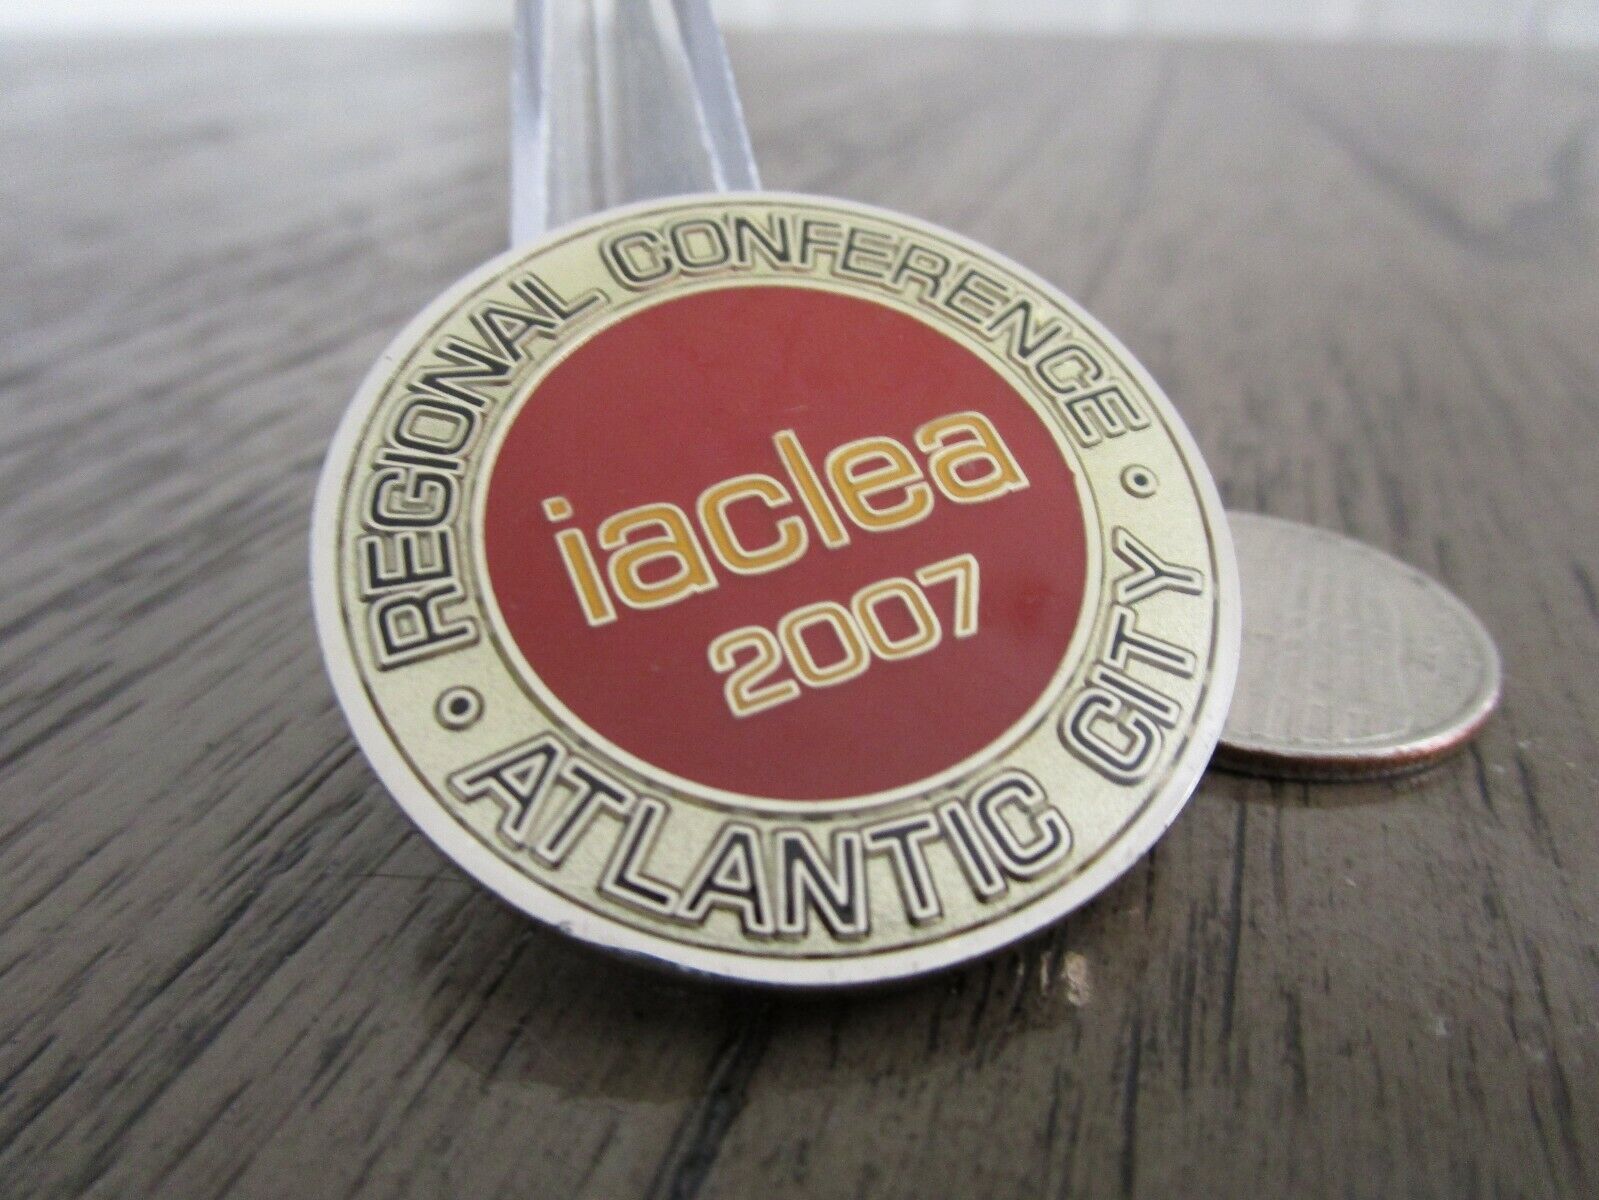 REGIONAL CONFERENCE
iaclea
2007
ATLANTIC CITY